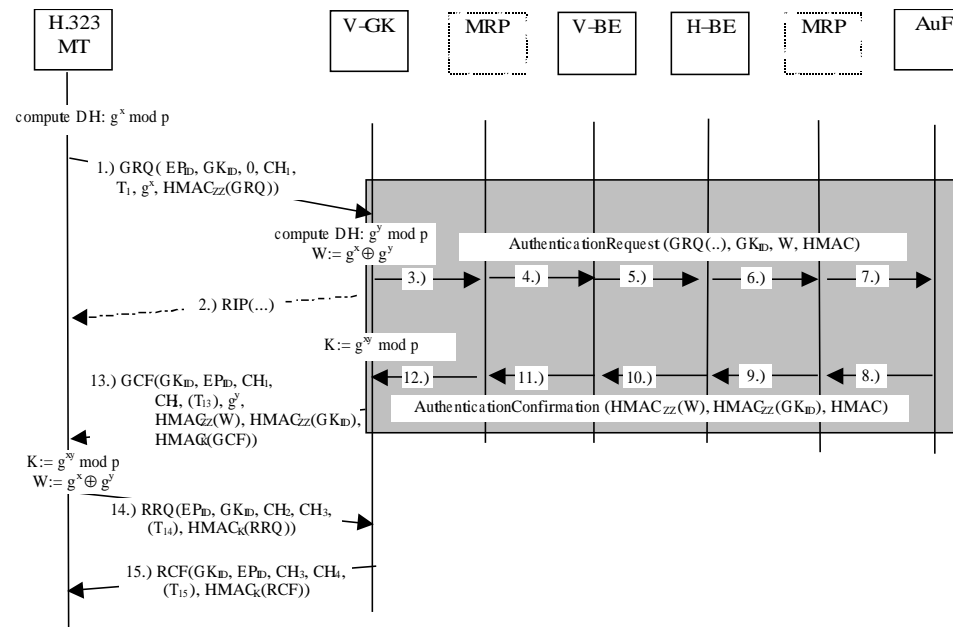 H.323
MT
V-GK
MRP
V-BE
H-BE
MRP
AuF
compute DH: g^x mod p
1.) GRQ( EP_ID, GK_ID, 0, CH_1,
T_1, g^x, HMAC_ZZ(GRQ))
compute DH: g^y mod p
W:= g^x ⊕ g^y
AuthenticationRequest (GRQ(..), GK_ID, W, HMAC)
3.)
4.)
5.)
6.)
7.)
2.) RIP(...)
K:= g^xy mod p
12.)
11.)
10.)
9.)
8.)
AuthenticationConfirmation (HMAC_ZZ(W), HMAC_ZZ(GK_ID), HMAC)
13.) GCF(GK_ID, EP_ID, CH_1,
CH, (T_13), g^y,
HMAC_ZZ(W), HMAC_ZZ(GK_ID),
HMAC_K(GCF))
K:= g^xy mod p
W:= g^x ⊕ g^y
14.) RRQ(EP_ID, GK_ID, CH_2, CH_3,
(T_14), HMAC_K(RRQ))
15.) RCF(GK_ID, EP_ID, CH_3, CH_4,
(T_15), HMAC_K(RCF))